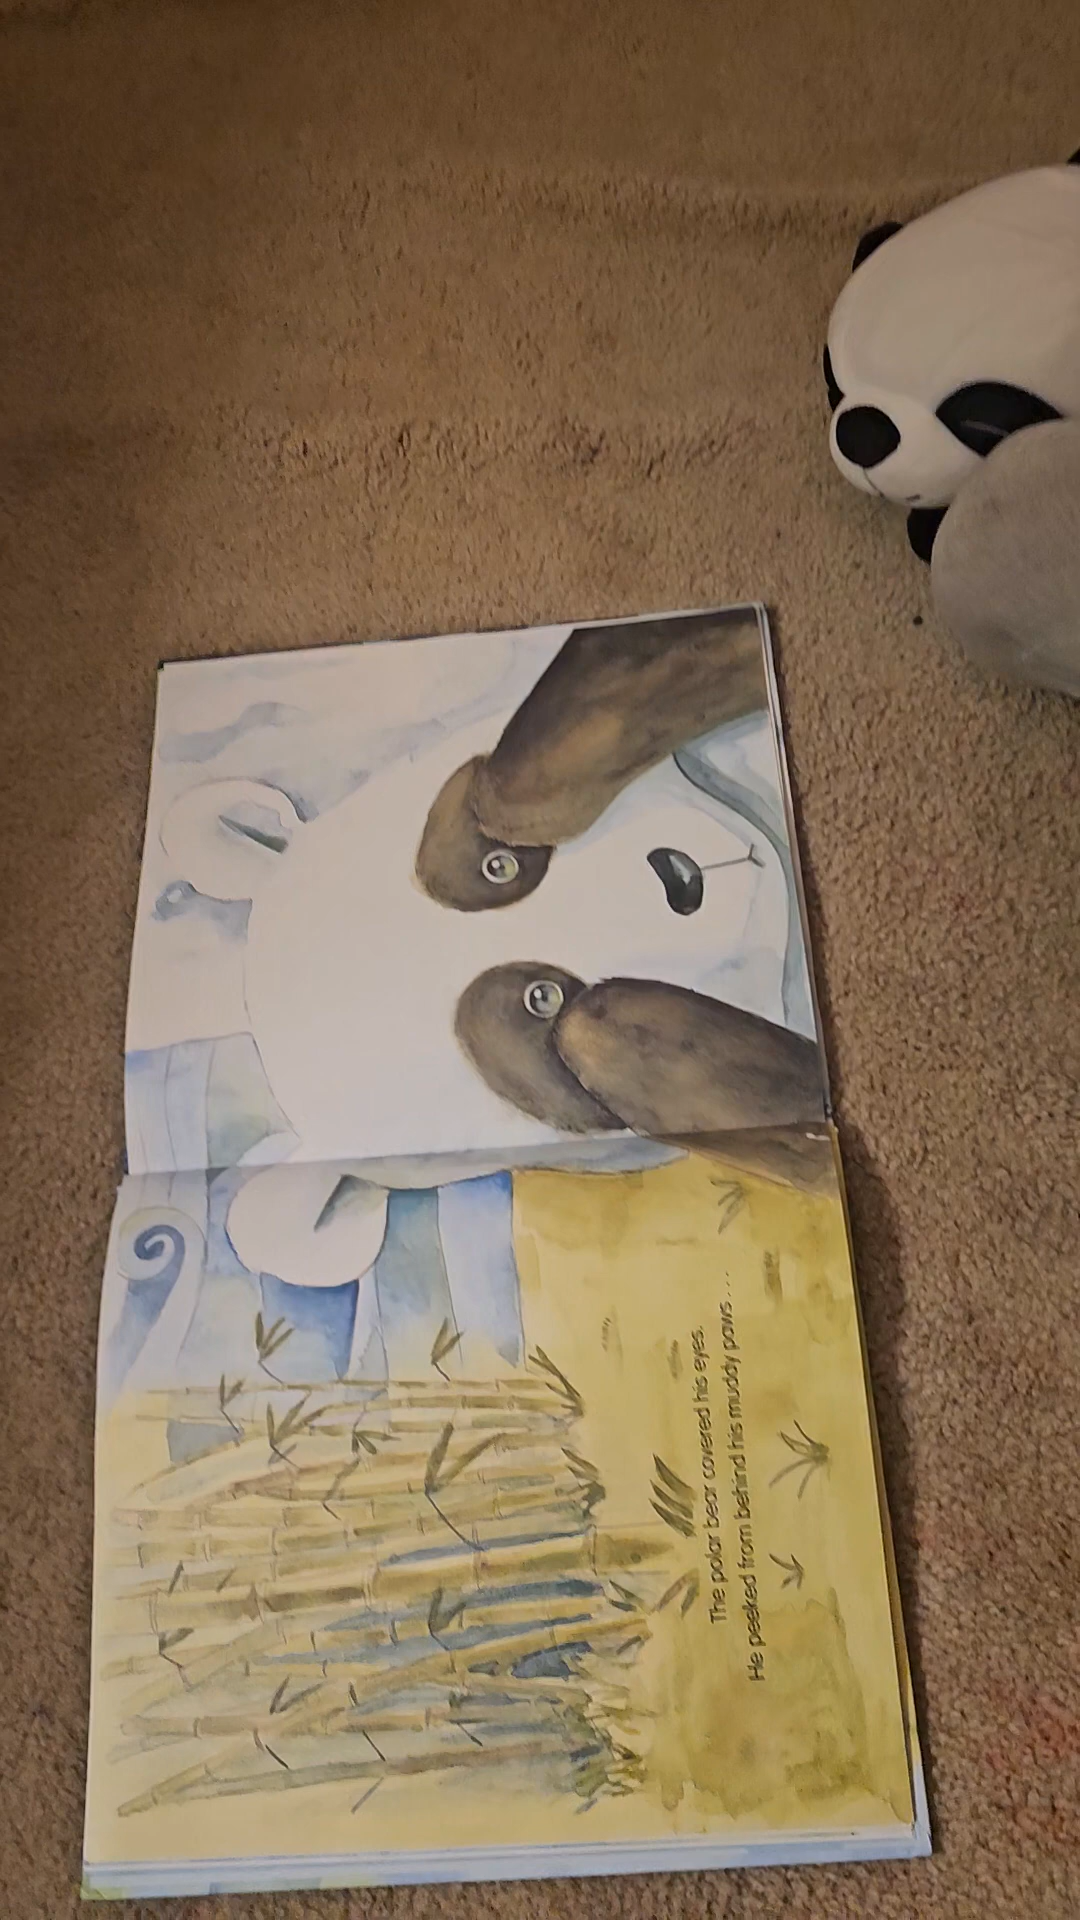 The polar bear covered his eyes.
He peeked from behind his muddy paws . . . .